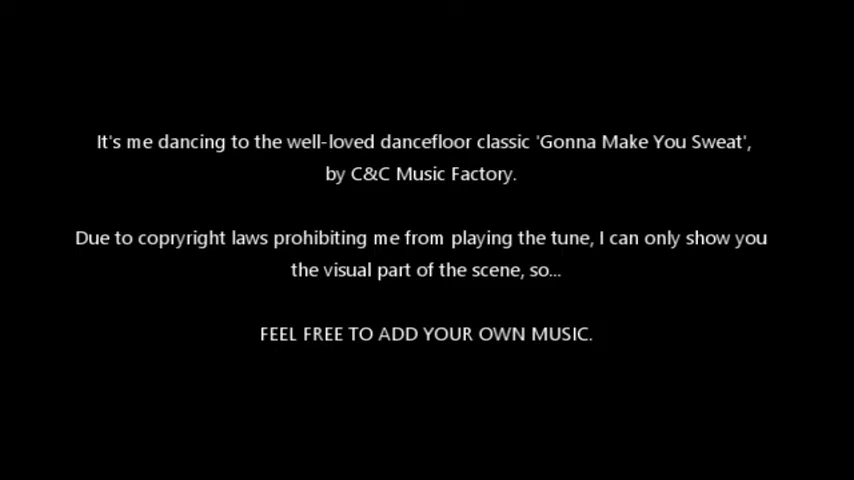 It's me dancing to the well-loved dancefloor classic 'Gonna Make You Sweat',
by C&C Music Factory.
Due to copryright laws prohibiting me from playing the tune, I can only show you
the visual part of the scene, so...
FEEL FREE TO ADD YOUR OWN MUSIC.